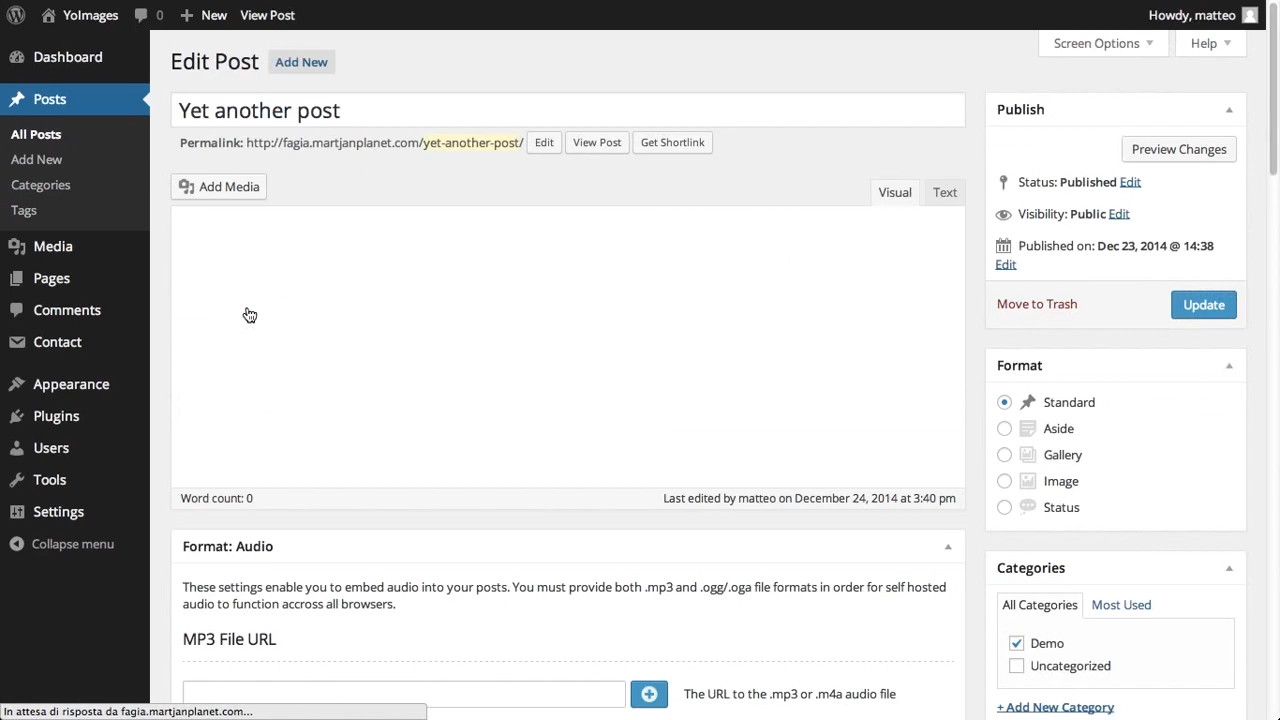 YoImages 0 New View Post Howdy, matteo
Dashboard
Posts
All Posts
Add New
Categories
Tags
Media
Pages
Comments
Contact
Appearance
Plugins
Users
Tools
Settings
Collapse menu
Screen Options Help
Edit Post Add New
Yet another post
Permalink: http://fagia.martjanplanet.com/yet-another-post/ Edit View Post Get Shortlink
Add Media
Visual Text
Word count: 0 Last edited by matteo on December 24, 2014 at 3:40 pm
Format: Audio
These settings enable you to embed audio into your posts. You must provide both .mp3 and .ogg/.oga file formats in order for self hosted
audio to function accross all browsers.
MP3 File URL
The URL to the .mp3 or .m4a audio file
Publish
Preview Changes
Status: Published Edit
Visibility: Public Edit
Published on: Dec 23, 2014 @ 14:38
Edit
Move to Trash Update
Format
Standard
Aside
Gallery
Image
Status
Categories
All Categories Most Used
Demo
Uncategorized
+ Add New Category
In attesa di risposta da fagia.martjanplanet.com...